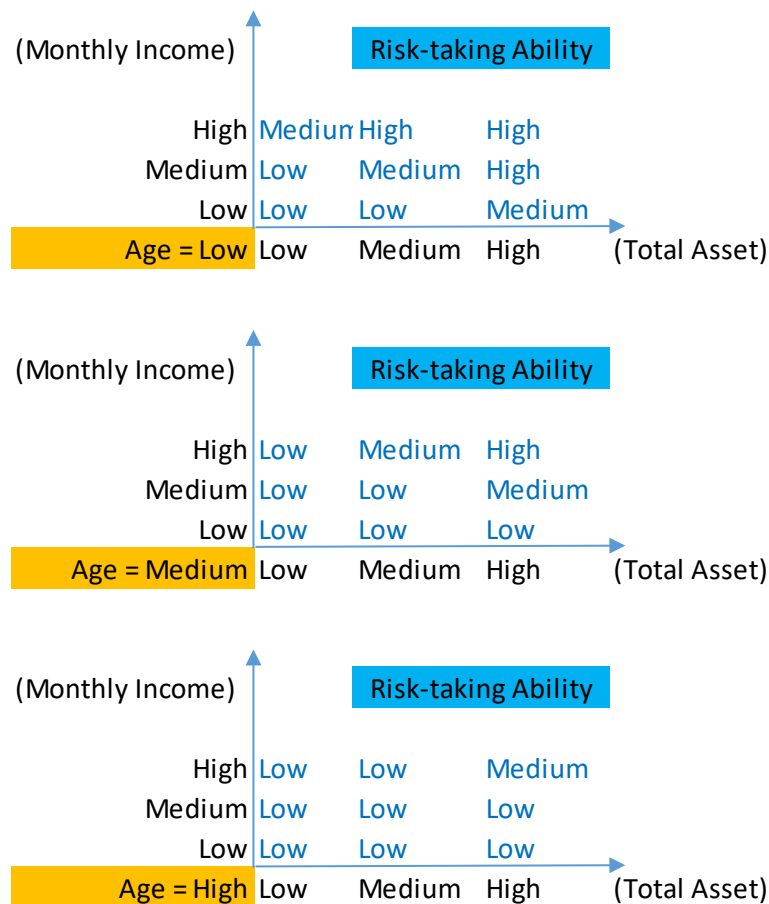 (Monthly Income) Risk-taking Ability
High Medium High High
Medium Low Medium High
Low Low Low Medium
Age = Low Low Medium High (Total Asset)
(Monthly Income) Risk-taking Ability
High Low Medium High
Medium Low Low Medium
Low Low Low Low
Age = Medium Low Medium High (Total Asset)
(Monthly Income) Risk-taking Ability
High Low Low Medium
Medium Low Low Low
Low Low Low Low
Age = High Low Medium High (Total Asset)